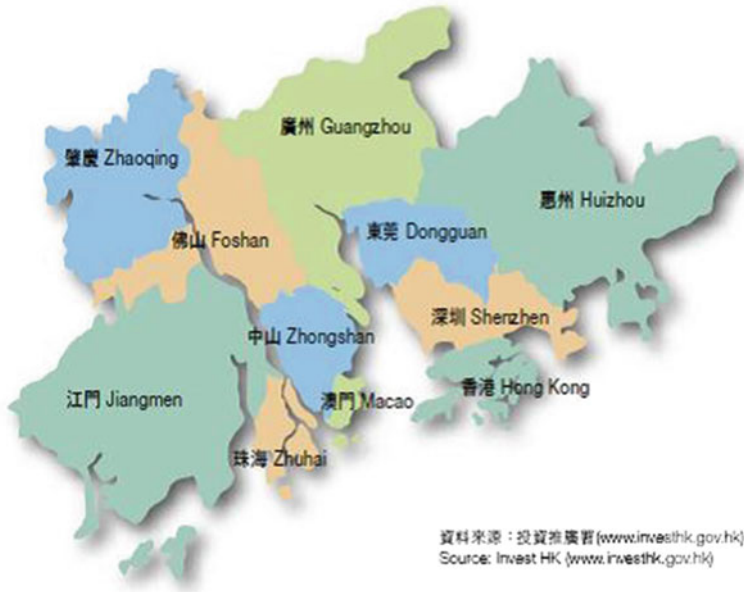 廣州 Guangzhou
肇慶 Zhaoqing
惠州 Huizhou
佛山 Foshan
東莞 Dongguan
深圳 Shenzhen
中山 Zhongshan
香港 Hong Kong
江門 Jiangmen
澳門 Macao
珠海 Zhuhai
資料來源：投資推廣署(www.investhk.gov.hk)
Source: Invest HK (www.investhk.gov.hk)